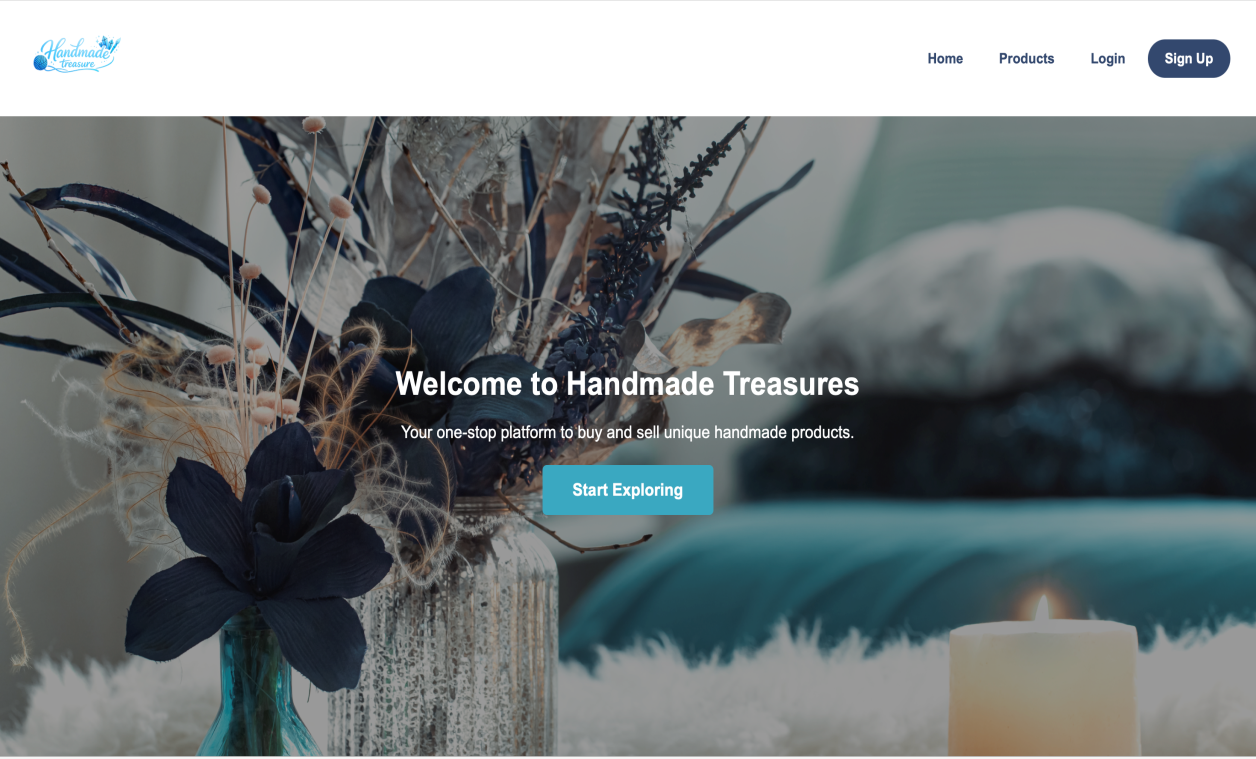 Handmade
treasure
Home
Products
Login
Sign Up
Welcome to Handmade Treasures
Your one-stop platform to buy and sell unique handmade products.
Start Exploring